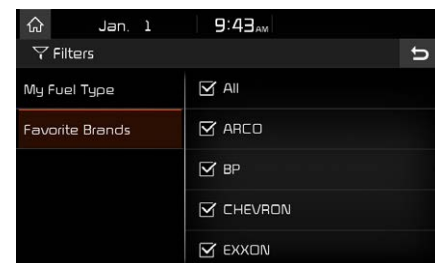 Jan. 1 9:43AM
Filters
My Fuel Type
Favorite Brands
All
ARCO
BP
CHEVRON
EXXON